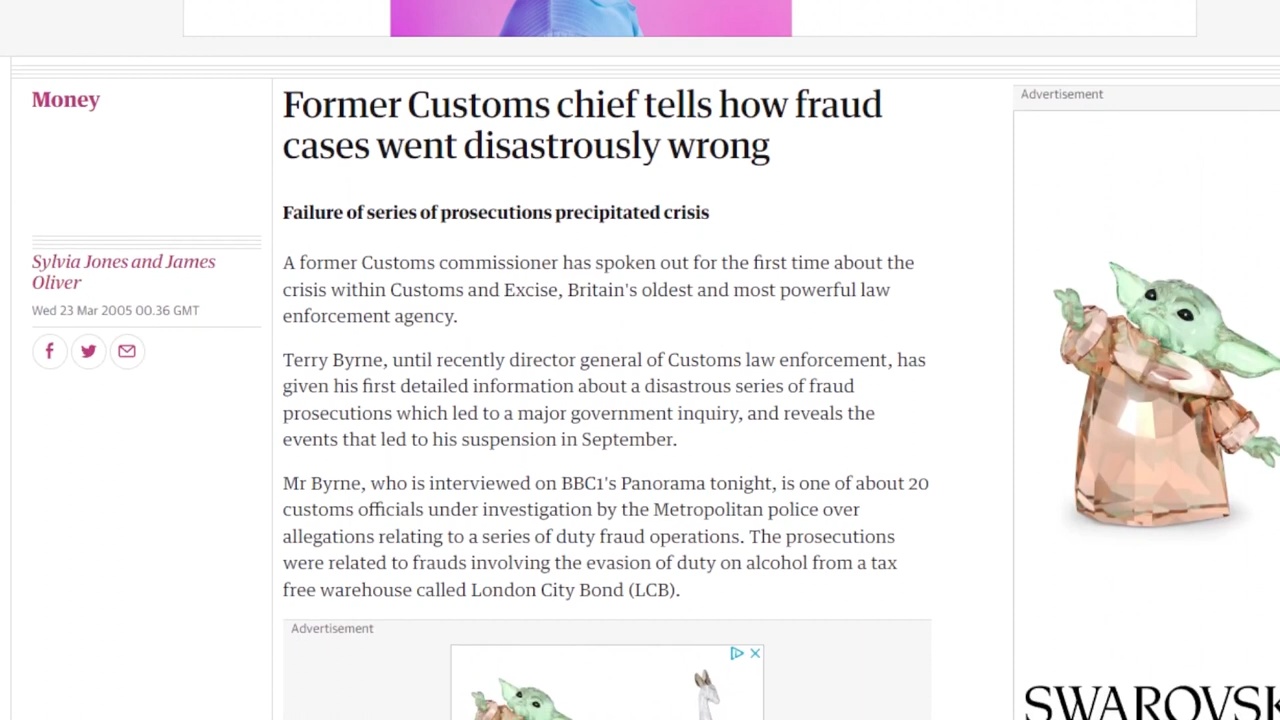 Money
Former Customs chief tells how fraud
cases went disastrously wrong
Failure of series of prosecutions precipitated crisis
Sylvia Jones and James
Oliver
Wed 23 Mar 2005 00.36 GMT
A former Customs commissioner has spoken out for the first time about the
crisis within Customs and Excise, Britain's oldest and most powerful law
enforcement agency.
Terry Byrne, until recently director general of Customs law enforcement, has
given his first detailed information about a disastrous series of fraud
prosecutions which led to a major government inquiry, and reveals the
events that led to his suspension in September.
Mr Byrne, who is interviewed on BBC1's Panorama tonight, is one of about 20
customs officials under investigation by the Metropolitan police over
allegations relating to a series of duty fraud operations. The prosecutions
were related to frauds involving the evasion of duty on alcohol from a tax
free warehouse called London City Bond (LCB).
Advertisement
Advertisement
SWAROVSK